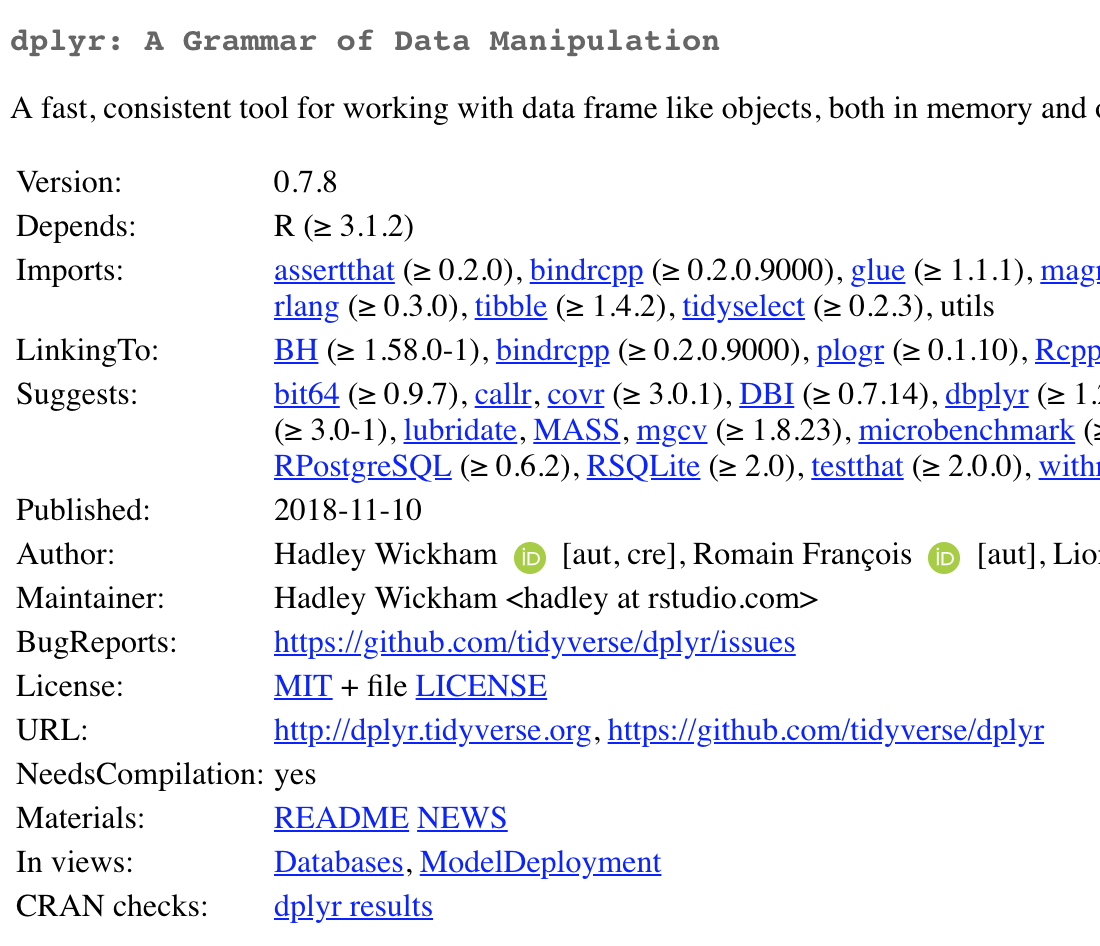 dplyr: A Grammar of Data Manipulation
A fast, consistent tool for working with data frame like objects, both in memory and
Version: 0.7.8
Depends: R (≥ 3.1.2)
Imports: assertthat (≥ 0.2.0), bindrcpp (≥ 0.2.0.9000), glue (≥ 1.1.1),
rlang (≥ 0.3.0), tibble (≥ 1.4.2), tidyselect (≥ 0.2.3), utils
LinkingTo: BH (≥ 1.58.0-1), bindrcpp (≥ 0.2.0.9000), plogr (≥ 0.1.10), Rcpp
Suggests: bit64 (≥ 0.9.7), callr, covr (≥ 3.0.1), DBI (≥ 0.7.14), dbplyr (≥ 1.
(≥ 3.0-1), lubridate, MASS, mgcv (≥ 1.8.23), microbenchmark (≥
RPostgreSQL (≥ 0.6.2), RSQLite (≥ 2.0), testthat (≥ 2.0.0),
Published: 2018-11-10
Author: Hadley Wickham iD [aut, cre], Romain François iD [aut],
Maintainer: Hadley Wickham <hadley at rstudio.com>
BugReports: https://github.com/tidyverse/dplyr/issues
License: MIT + file LICENSE
URL: http://dplyr.tidyverse.org, https://github.com/tidyverse/dplyr
NeedsCompilation: yes
Materials: README NEWS
In views: Databases, ModelDeployment
CRAN checks: dplyr results